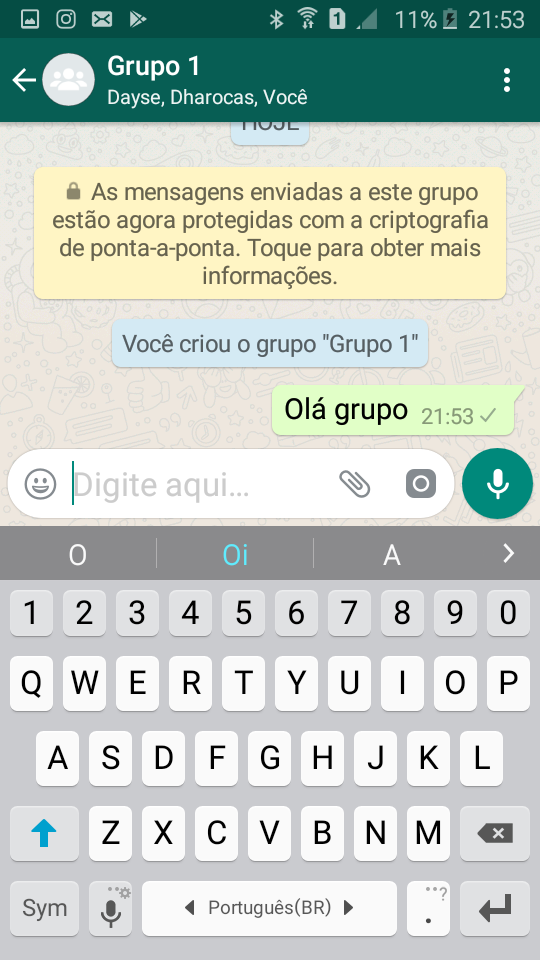 1 11% 21:53
Grupo 1
Dayse, Dharocas, Você
HOJE
As mensagens enviadas a este grupo
estão agora protegidas com a criptografia
de ponta-a-ponta. Toque para obter mais
informações.
Você criou o grupo "Grupo 1"
Olá grupo 21:53
Digite aqui...
O Oi A
1 2 3 4 5 6 7 8 9 0
Q W E R T Y U I O P
A S D F G H J K L
Z X C V B N M
Sym Português(BR) . ?